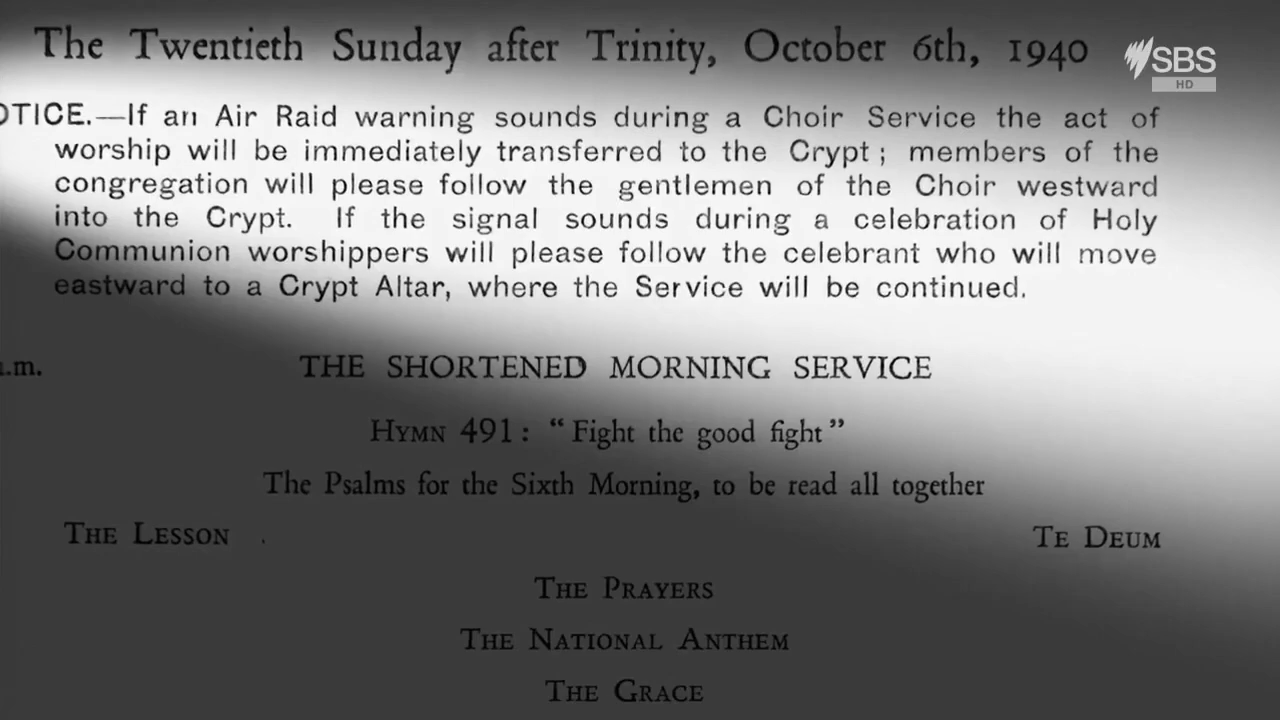 The Twentieth Sunday after Trinity, October 6th, 1940
SBS
HD
OTICE.—If an Air Raid warning sounds during a Choir Service the act of
worship will be immediately transferred to the Crypt ; members of the
congregation will please follow the gentlemen of the Choir westward
into the Crypt. If the signal sounds during a celebration of Holy
Communion worshippers will please follow the celebrant who will move
eastward to a Crypt Altar, where the Service will be continued.
.m. THE SHORTENED MORNING SERVICE
HYMN 491 : “ Fight the good fight ”
The Psalms for the Sixth Morning, to be read all together
THE LESSON TE DEUM
THE PRAYERS
THE NATIONAL ANTHEM
THE GRACE